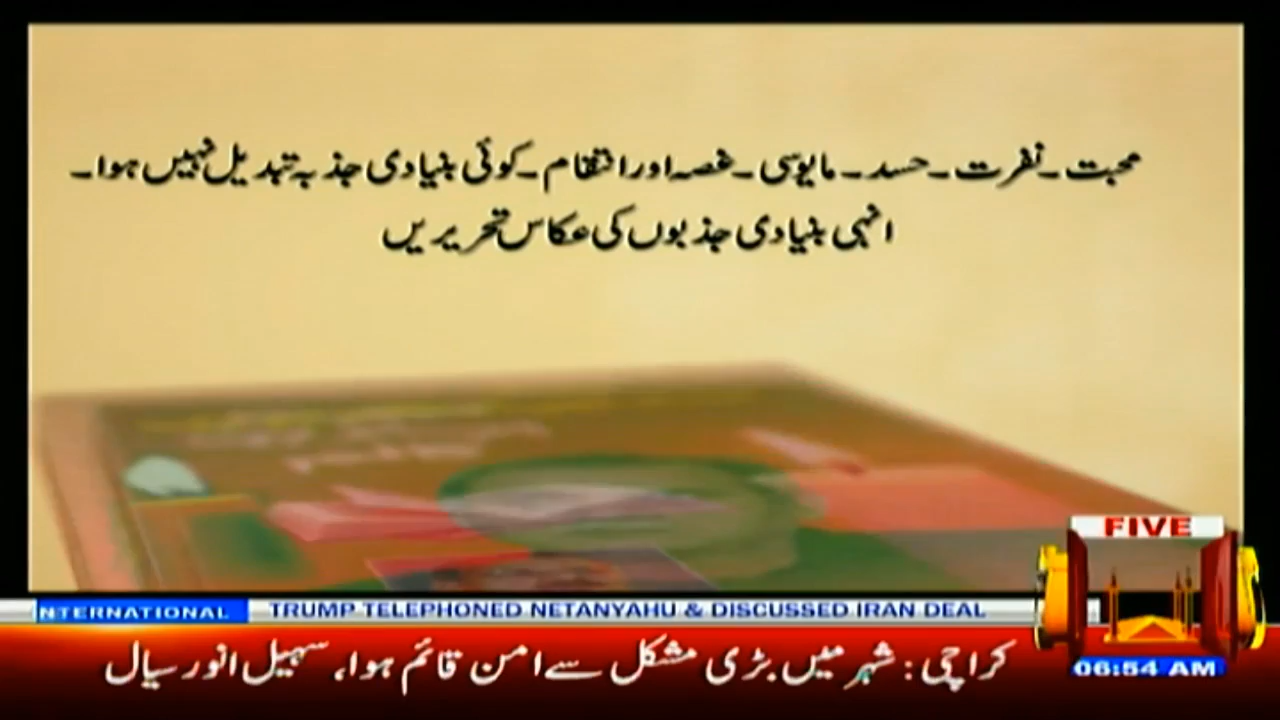 محبت ۔ نفرت ۔ حسد ۔ مایوسی ۔ غصہ اور انتقام ۔ کوئی بنیادی جذبہ تبدیل نہیں ہوا ۔
انہی بنیادی جذبوں کی عکاس تحریریں
FIVE
NTERNATIONAL TRUMP TELEPHONED NETANYAHU & DISCUSSED IRAN DEAL
کراچی : شہر میں بڑی مشکل سے امن قائم ہوا، سہیل انور سیال
06:54 AM